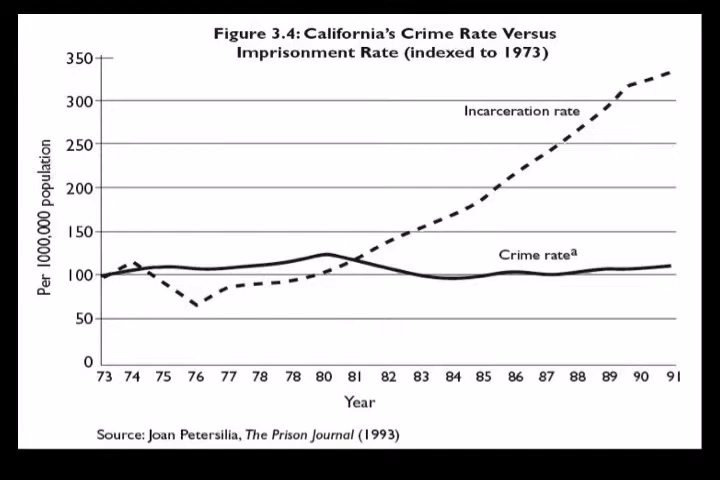 Figure 3.4: California's Crime Rate Versus
Imprisonment Rate (indexed to 1973)
350
300
250
200
150
100
50
0
Per 1000,000 population
Incarceration rate
Crime rateª
73 74 75 76 77 78 78 80 81 82 83 84 85 86 87 88 89 90 91
Year
Source: Joan Petersilia, The Prison Journal (1993)